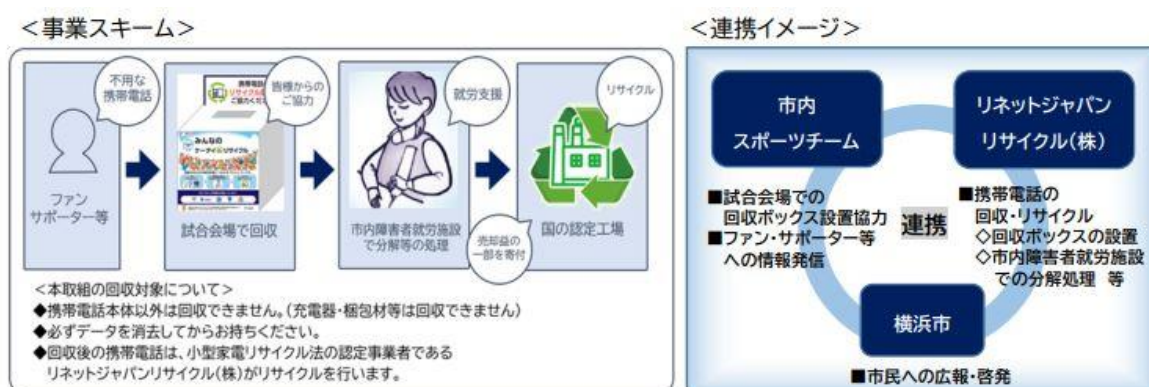 <事業スキーム>
不用な
携帯電話
ファン
サポーター等
皆様からの
ご協力
みんなの
ケータイ
リサイクル
試合会場で回収
就労支援
市内障害者就労施設
で分解等の処理
売却益の
一部を寄付
リサイクル
国の認定工場
<本取組の回収対象について>
◆携帯電話本体以外は回収できません。(充電器・梱包材等は回収できません)
◆必ずデータを消去してからお持ちください。
◆回収後の携帯電話は、小型家電リサイクル法の認定事業者である
リネットジャパンリサイクル(株)がリサイクルを行います。
<連携イメージ>
市内
スポーツチーム
リネットジャパン
リサイクル(株)
■試合会場での
回収ボックス設置協力
■ファン・サポーター等
への情報発信
連携
■携帯電話の
回収・リサイクル
◇回収ボックスの設置
◇市内障害者就労施設
での分解処理 等
横浜市
■市民への広報・啓発